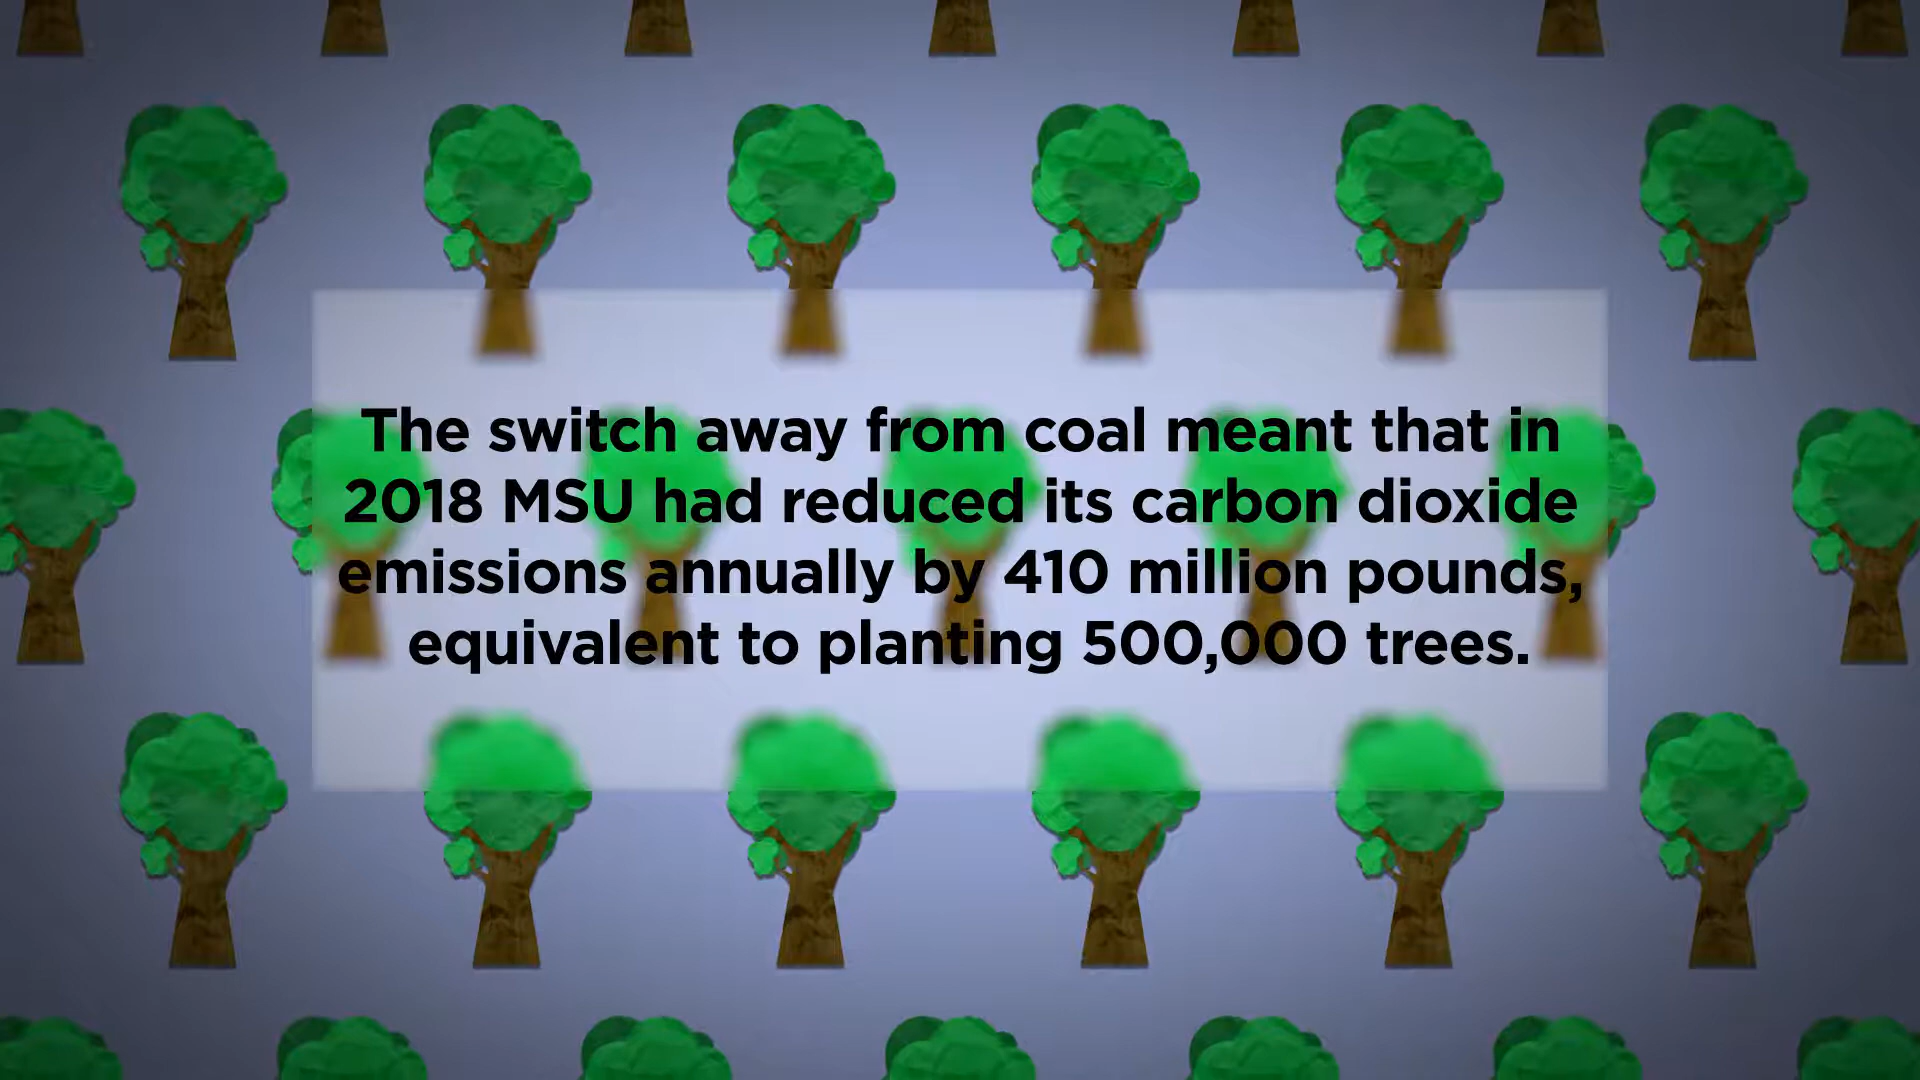 The switch away from coal meant that in
2018 MSU had reduced its carbon dioxide
emissions annually by 410 million pounds,
equivalent to planting 500,000 trees.